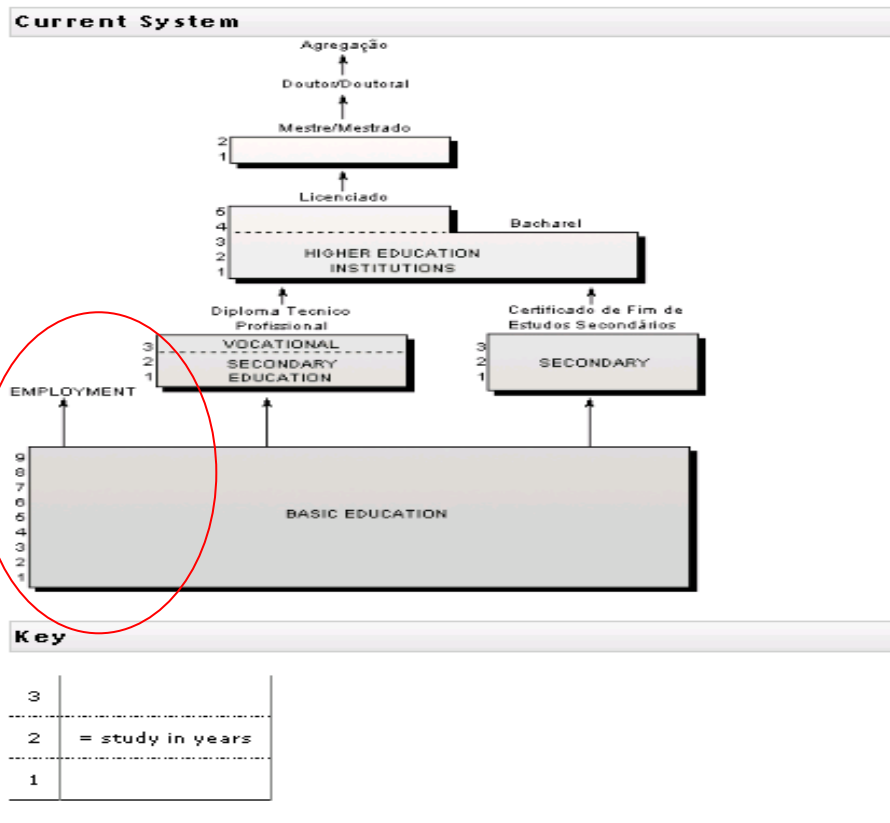 Current System
Agregação
Doutor/Doutoral
Mestre/Mestrado
2
1
Licenciado
5
4
3
2
1
Bacharel
HIGHER EDUCATION
INSTITUTIONS
Diploma Tecnico
Profissional
Certificado de Fim de
Estudos Secondários
3
2
1
VOCATIONAL
SECONDARY
EDUCATION
3
2
1
SECONDARY
EMPLOYMENT
9
8
7
6
5
4
3
2
1
BASIC EDUCATION
Key
3
2 = study in years
1